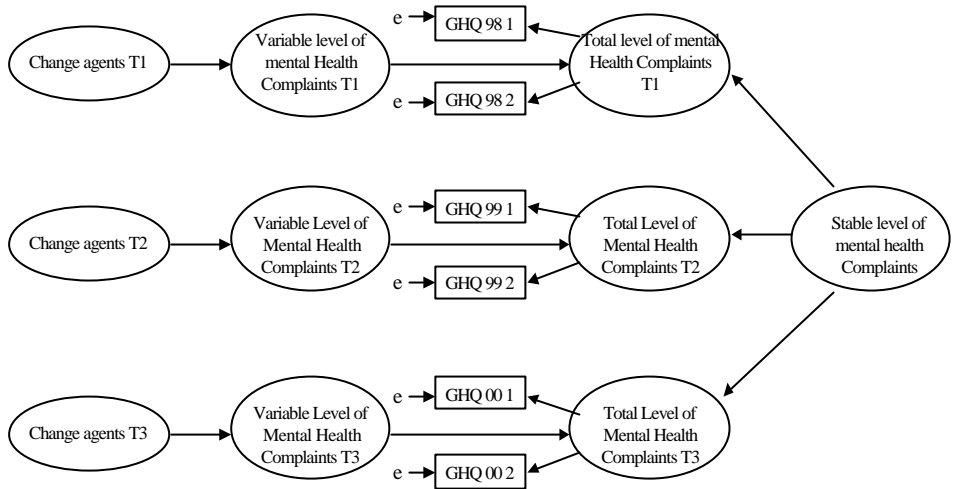 e
GHQ 98 1
Change agents T1
Variable level of
mental Health
Complaints T1
Total level of mental
Health Complaints
T1
e
GHQ 98 2
e
GHQ 99 1
Change agents T2
Variable Level of
Mental Health
Complaints T2
Total Level of
Mental Health
Complaints T2
Stable level of
mental health
Complaints
e
GHQ 99 2
e
GHQ 00 1
Change agents T3
Variable Level of
Mental Health
Complaints T3
Total Level of
Mental Health
Complaints T3
e
GHQ 00 2